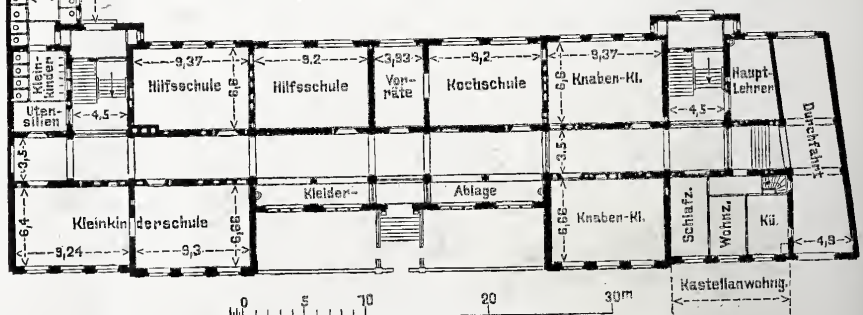 Klein-
kinder
Uten-
silien
4,5
9,37
6,6
Hilfsschule
9,2
Hilfsschule
3,93
Vor-
räte
9,2
Kochschule
9,37
6,6
Knaben-Kl.
4,5
Haupt-
Lehrer
Durchfahrt
3,5
3,5
Kleider-
Ablage
6,4
Kleinkinderschule
6,66
9,24
9,3
6,66
Knaben-Kl.
Schlafz.
Wohnz.
Kü.
4,9
Kastellanwohng.
0
5
10
20
30m